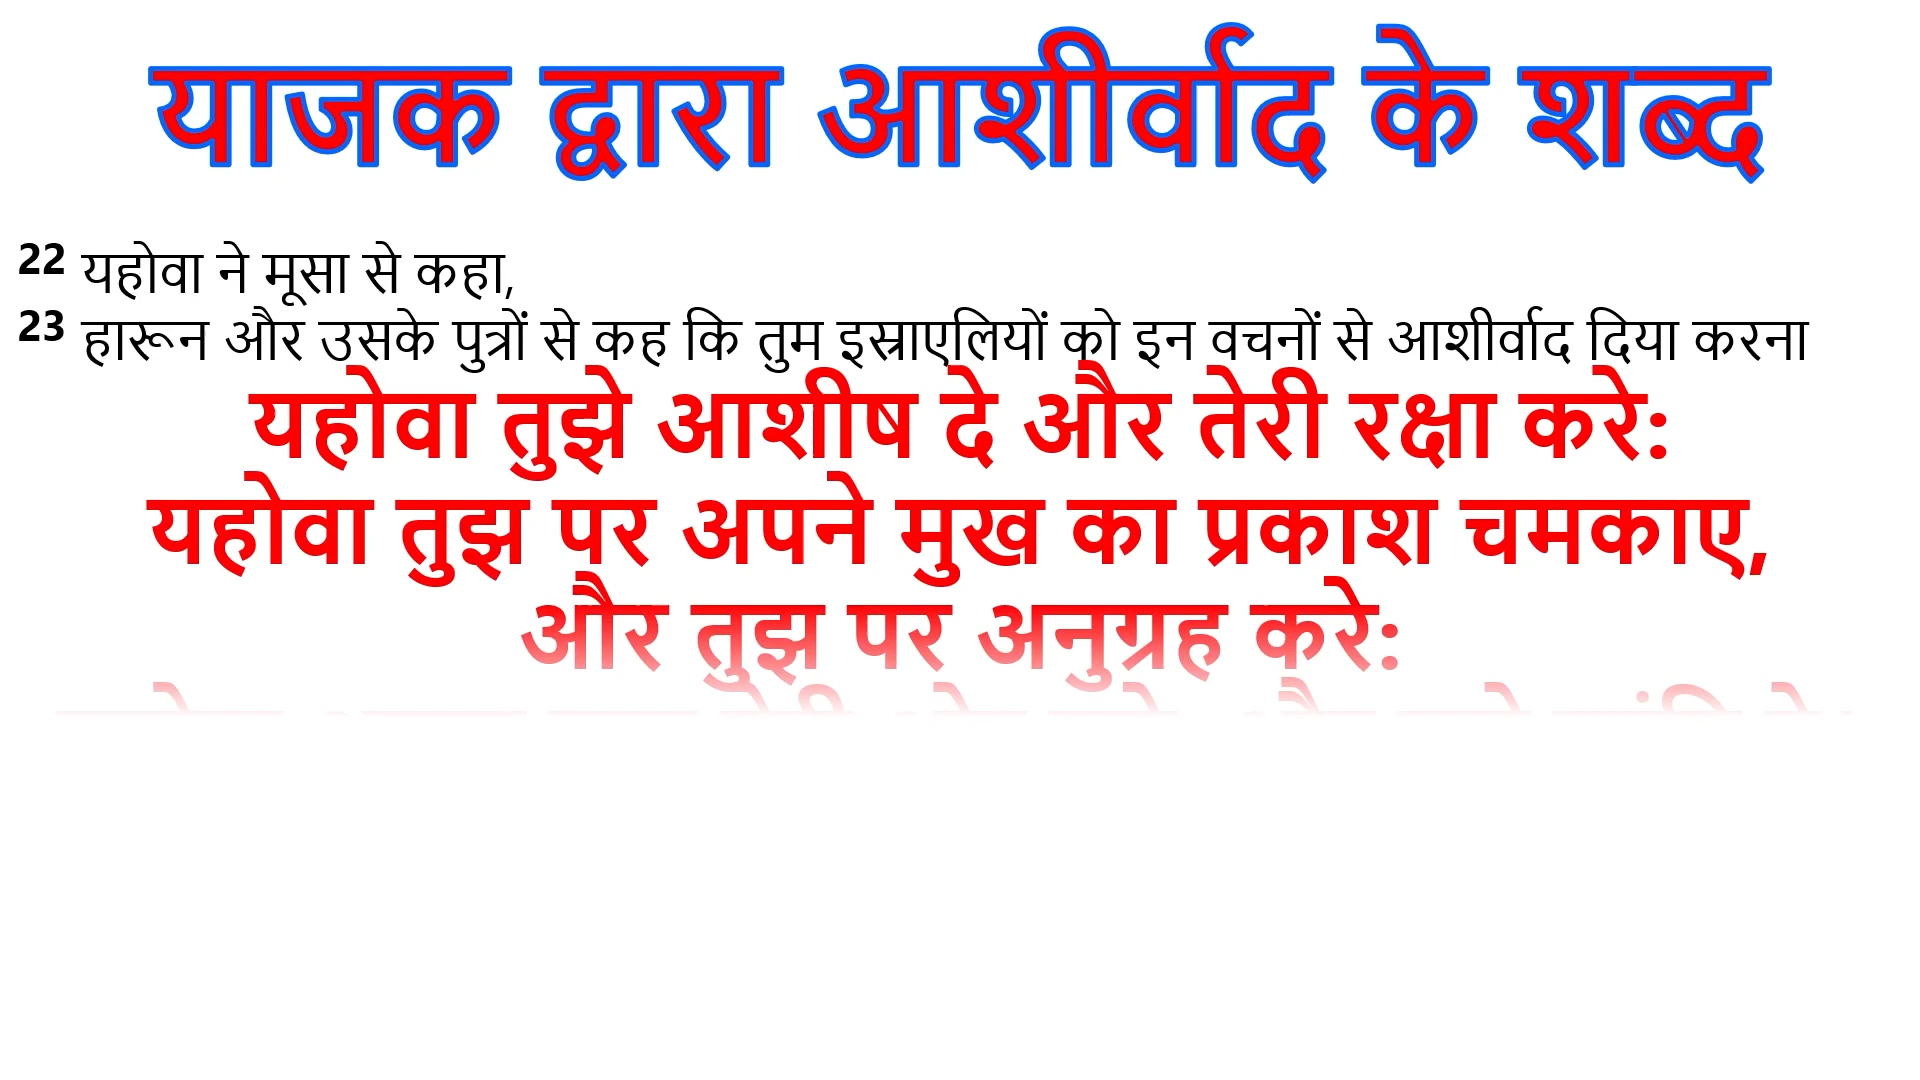 याजक द्वारा आशीर्वाद के शब्द
22 यहोवा ने मूसा से कहा,
23 हारून और उसके पुत्रों से कह कि तुम इस्राएलियों को इन वचनों से आशीर्वाद दिया करना
यहोवा तुझे आशीष दे और तेरी रक्षा करे:
यहोवा तुझ पर अपने मुख का प्रकाश चमकाए,
और तुझ पर अनुग्रह करे: